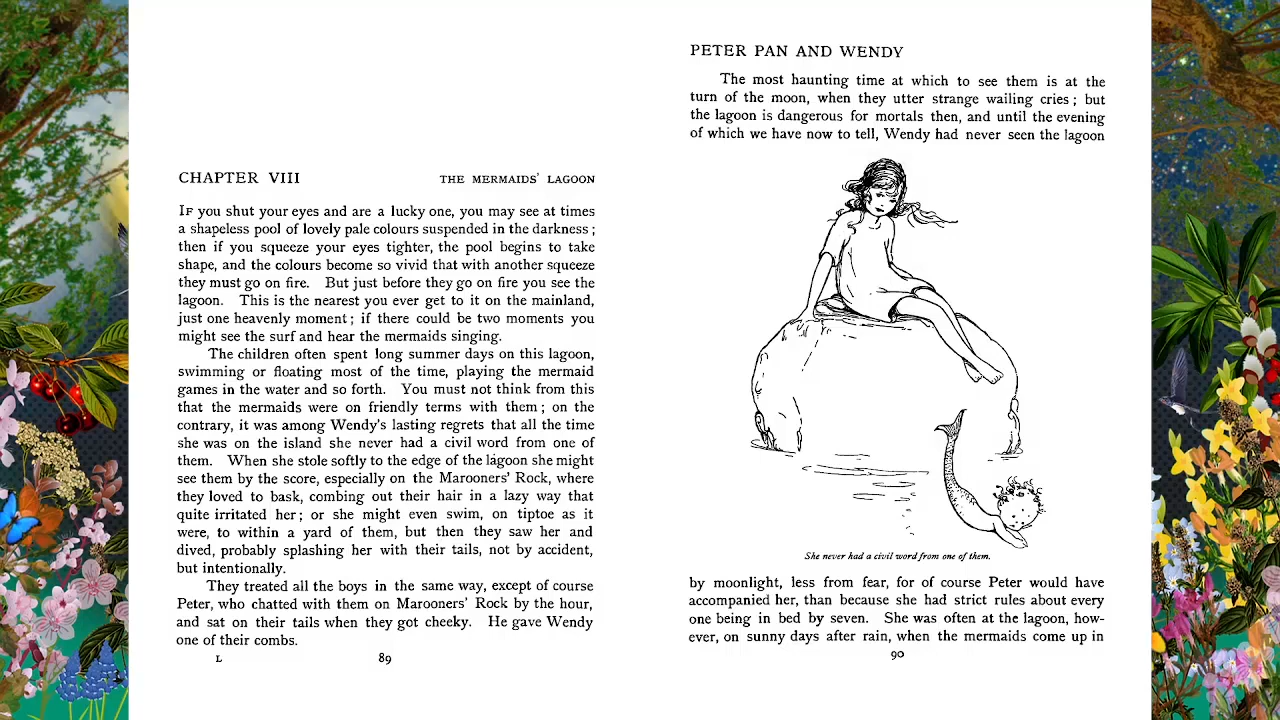 CHAPTER VIII THE MERMAIDS' LAGOON
IF you shut your eyes and are a lucky one, you may see at times
a shapeless pool of lovely pale colours suspended in the darkness ;
then if you squeeze your eyes tighter, the pool begins to take
shape, and the colours become so vivid that with another squeeze
they must go on fire. But just before they go on fire you see the
lagoon. This is the nearest you ever get to it on the mainland,
just one heavenly moment ; if there could be two moments you
might see the surf and hear the mermaids singing.
The children often spent long summer days on this lagoon,
swimming or floating most of the time, playing the mermaid
games in the water and so forth. You must not think from this
that the mermaids were on friendly terms with them ; on the
contrary, it was among Wendy's lasting regrets that all the time
she was on the island she never had a civil word from one of
them. When she stole softly to the edge of the lagoon she might
see them by the score, especially on the Marooners' Rock, where
they loved to bask, combing out their hair in a lazy way that
quite irritated her ; or she might even swim, on tiptoe as it
were, to within a yard of them, but then they saw her and
dived, probably splashing her with their tails, not by accident,
but intentionally.
They treated all the boys in the same way, except of course
Peter, who chatted with them on Marooners' Rock by the hour,
and sat on their tails when they got cheeky. He gave Wendy
one of their combs.
L 89
PETER PAN AND WENDY
The most haunting time at which to see them is at the
turn of the moon, when they utter strange wailing cries ; but
the lagoon is dangerous for mortals then, and until the evening
of which we have now to tell, Wendy had never seen the lagoon
She never had a civil word from one of them.
by moonlight, less from fear, for of course Peter would have
accompanied her, than because she had strict rules about every
one being in bed by seven. She was often at the lagoon, how-
ever, on sunny days after rain, when the mermaids come up in
90